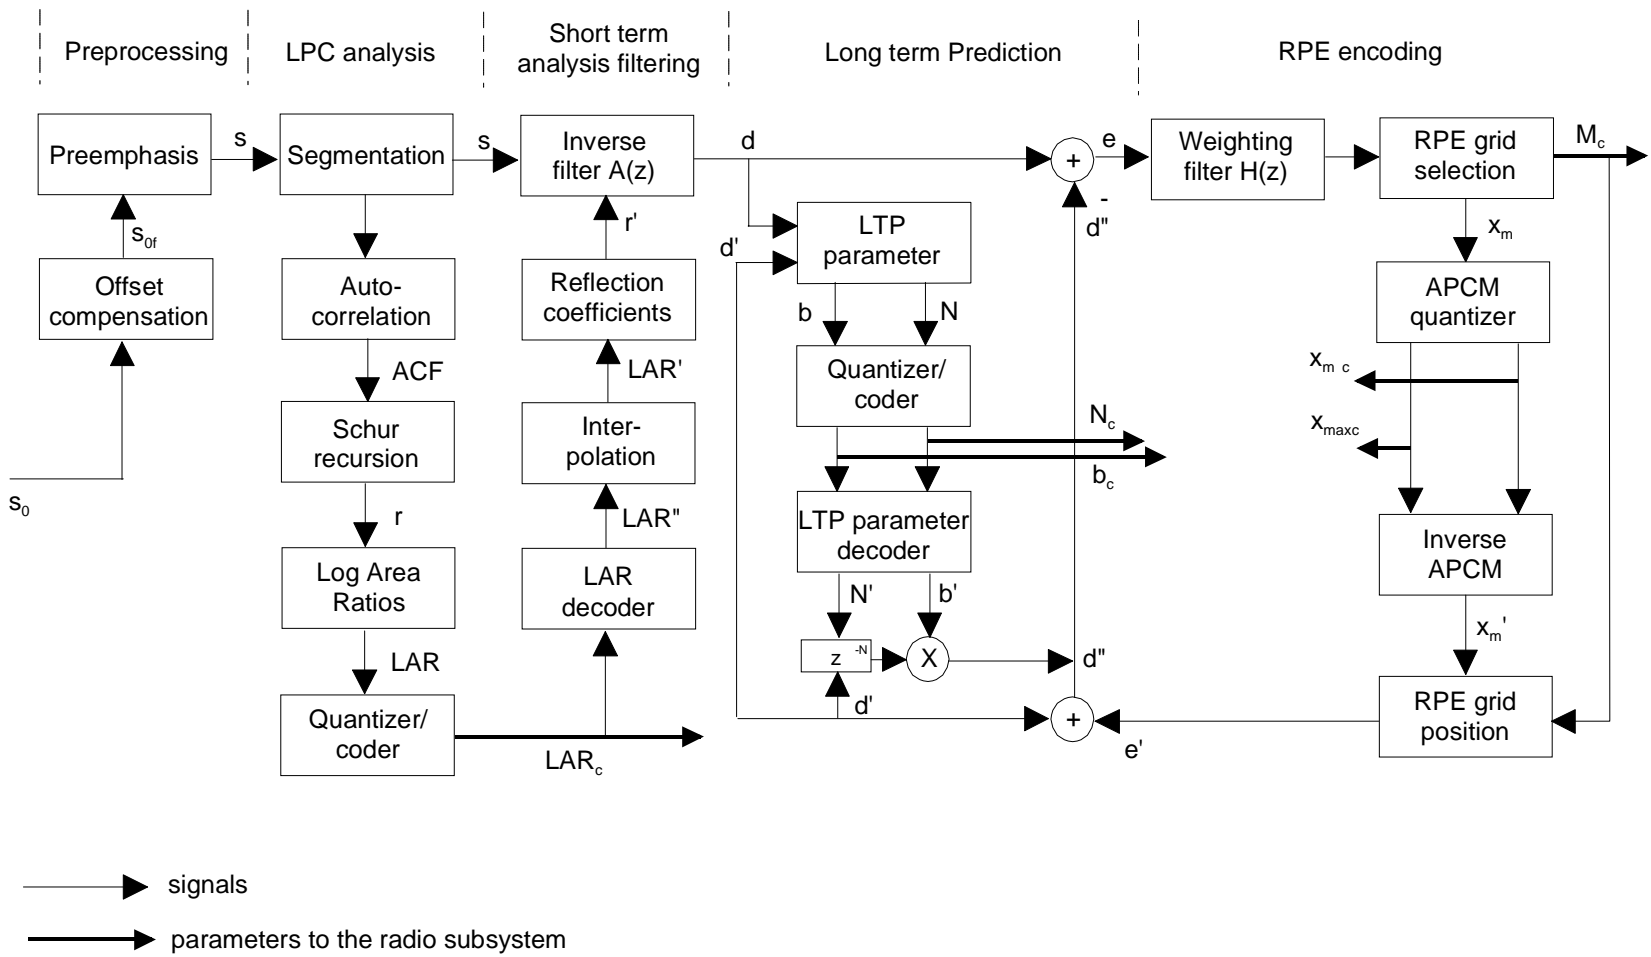 Preprocessing
LPC analysis
Short term
analysis filtering
Long term Prediction
RPE encoding
Preemphasis
s
Segmentation
s
Inverse
filter A(z)
d
+
e
Weighting
filter H(z)
RPE grid
selection
Mc
s0f
Offset
compensation
s0
Auto-
correlation
ACF
Schur
recursion
r
Log Area
Ratios
LAR
Quantizer/
coder
LARc
r'
Reflection
coefficients
LAR'
Inter-
polation
LAR"
LAR
decoder
d'
LTP
parameter
b
N
Quantizer/
coder
Nc
bc
LTP parameter
decoder
N'
b'
z -N
X
d"
d'
+
-
d"
e'
xm
APCM
quantizer
xm c
xmaxc
Inverse
APCM
xm'
RPE grid
position
signals
parameters to the radio subsystem